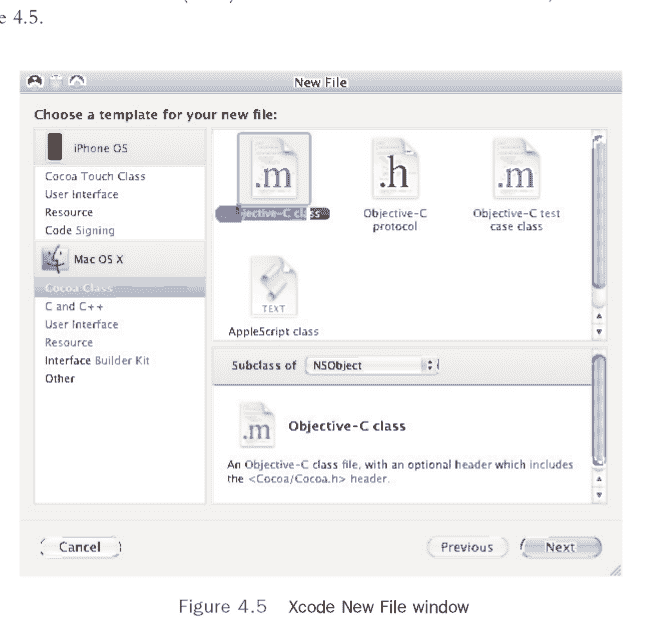 e 4.5.
New File
Choose a template for your new file:
iPhone OS
Cocoa Touch Class
User Interface
Resource
Code Signing
Mac OS X
Cocoa Class
C and C++
User Interface
Resource
Interface Builder Kit
Other
.m
.h
.m
jective-C class
Objective-C
protocol
Objective-C test
case class
TEXT
AppleScript class
Subclass of NSObject
.m
Objective-C class
An Objective-C class file, with an optional header which includes
the <Cocoa/Cocoa.h> header.
Cancel
Previous
Next
Figure 4.5 Xcode New File window